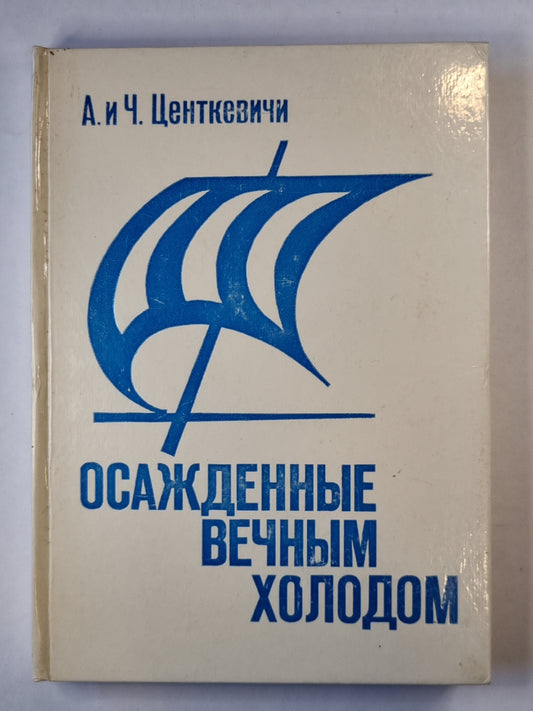 А. и Ч. Центкевичи
ОСАЖДЕННЫЕ
ВЕЧНЫМ
ХОЛОДОМ